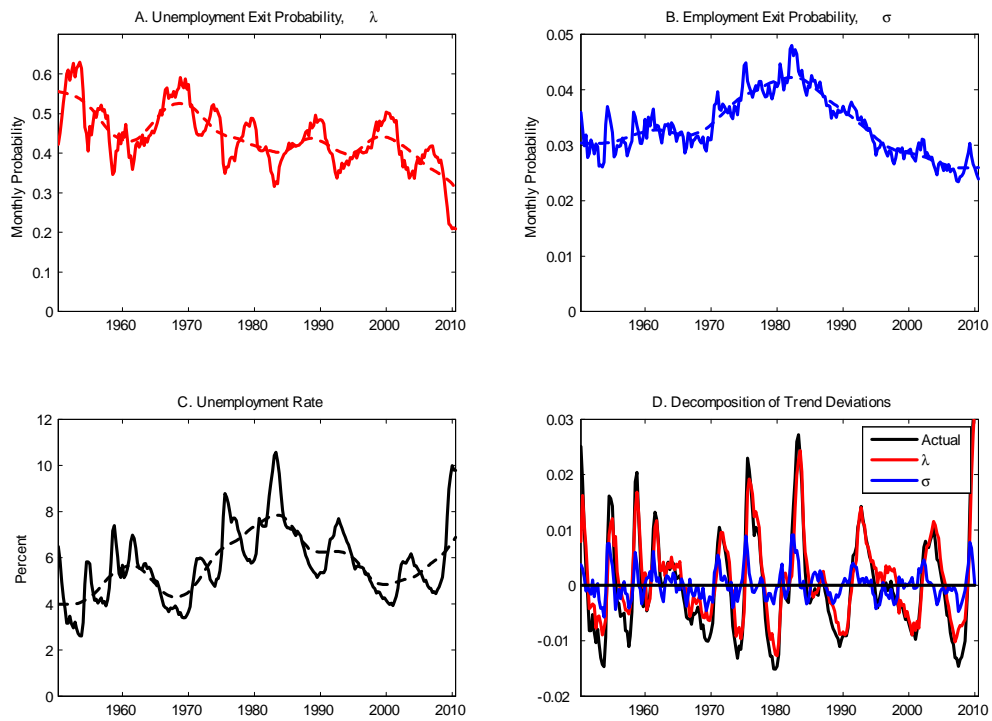 A. Unemployment Exit Probability, λ
Monthly Probability
0.6
0.5
0.4
0.3
0.2
0.1
0
1960 1970 1980 1990 2000 2010
B. Employment Exit Probability, σ
Monthly Probability
0.05
0.04
0.03
0.02
0.01
0
1960 1970 1980 1990 2000 2010
C. Unemployment Rate
Percent
12
10
8
6
4
2
0
1960 1970 1980 1990 2000 2010
D. Decomposition of Trend Deviations
0.03
0.02
0.01
0
-0.01
-0.02
Actual
λ
σ
1960 1970 1980 1990 2000 2010